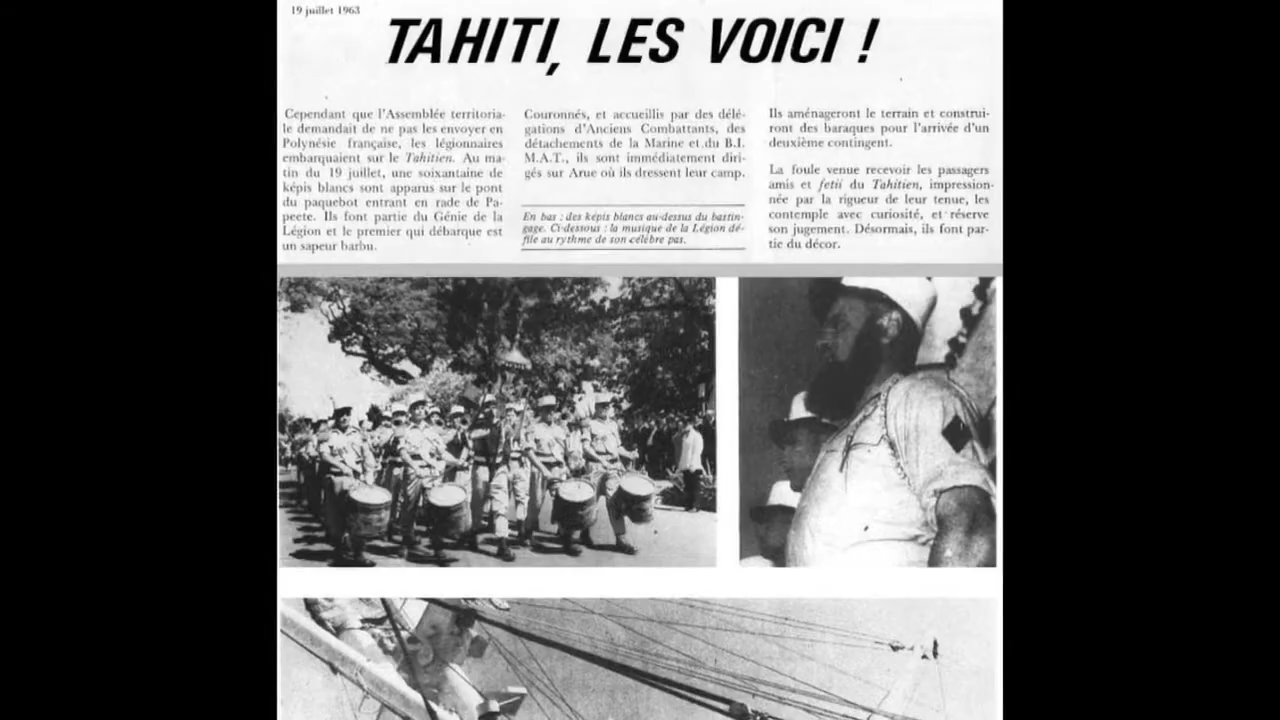 19 juillet 1963
TAHITI, LES VOICI !
Cependant que l'Assemblée territoria-
le demandait de ne pas les envoyer en
Polynésie française, les légionnaires
embarquaient sur le Tahitien. Au ma-
tin du 19 juillet, une soixantaine de
képis blancs sont apparus sur le pont
du paquebot entrant en rade de Pa-
peete. Ils font partie du Génie de la
Légion et le premier qui débarque est
un sapeur barbu.
Couronnés, et accueillis par des délé-
gations d'Anciens Combattants, des
détachements de la Marine et du B.I.
M.A.T., ils sont immédiatement diri-
gés sur Arue où ils dressent leur camp.
En bas : des képis blancs au-dessus du bastin-
gage. Ci-dessous : la musique de la Légion dé-
file au rythme de son célèbre pas.
Ils aménageront le terrain et construi-
ront des baraques pour l'arrivée d'un
deuxième contingent.
La foule venue recevoir les passagers
amis et fetii du Tahitien, impression-
née par la rigueur de leur tenue, les
contemple avec curiosité, et réserve
son jugement. Désormais, ils font par-
tie du décor.